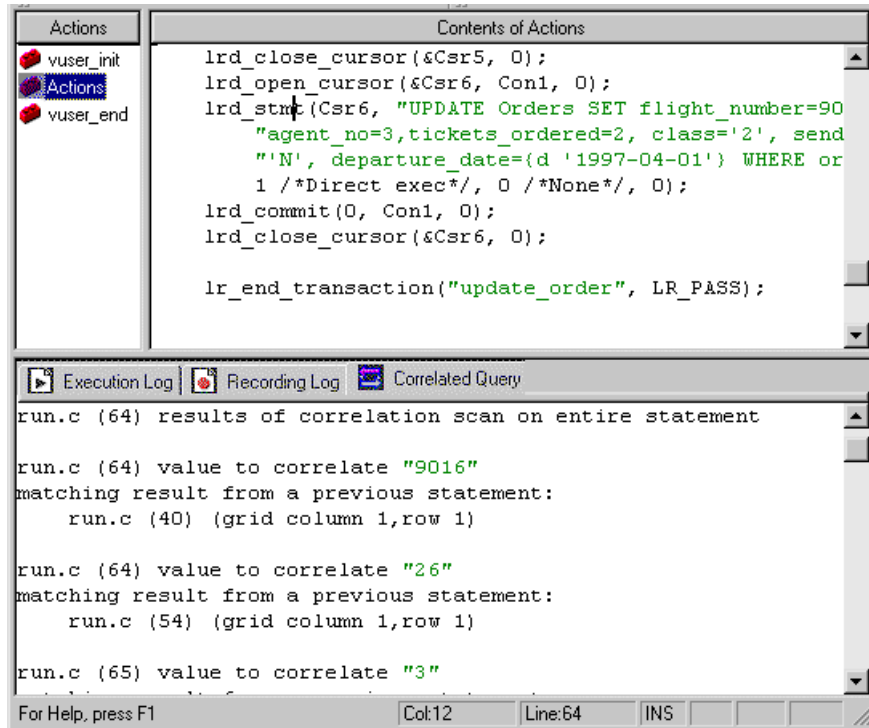 Actions
Contents of Actions
vuser_init
Actions
vuser_end
lrd_close_cursor(&Csr5, 0);
lrd_open_cursor(&Csr6, Con1, 0);
lrd_stmt(Csr6, "UPDATE Orders SET flight_number=90
"agent_no=3,tickets_ordered=2, class='2', send
"'N', departure_date={d '1997-04-01'} WHERE or
1 /*Direct exec*/, 0 /*None*/, 0);
lrd_commit(0, Con1, 0);
lrd_close_cursor(&Csr6, 0);
lr_end_transaction("update_order", LR_PASS);
Execution Log Recording Log Correlated Query
run.c (64) results of correlation scan on entire statement
run.c (64) value to correlate "9016"
matching result from a previous statement:
run.c (40) (grid column 1,row 1)
run.c (64) value to correlate "26"
matching result from a previous statement:
run.c (54) (grid column 1,row 1)
run.c (65) value to correlate "3"
For Help, press F1 Col:12 Line:64 INS